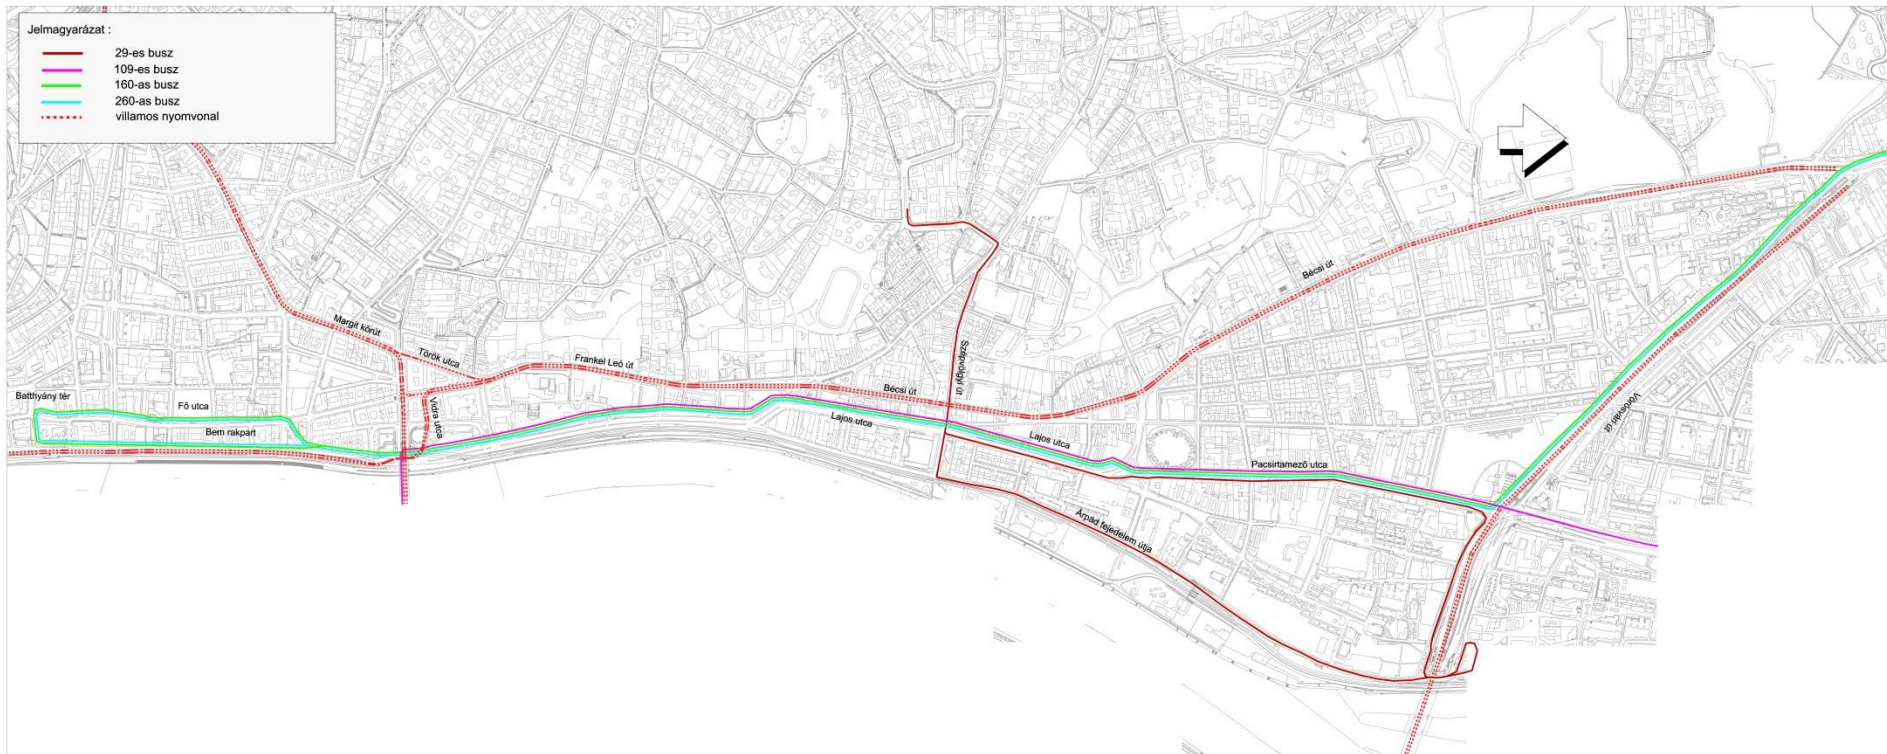 Jelmagyarázat :
29-es busz
109-es busz
160-as busz
260-as busz
villamos nyomvonal
Bécsi út
Margit körút
Török utca
Szépvölgyi út
Frankel Leó út
Bécsi út
Batthyány tér
Fő utca
Vidra utca
Vörösvári út
Bem rakpart
Lajos utca
Lajos utca
Pacsirtamező utca
Árpád fejedelem útja